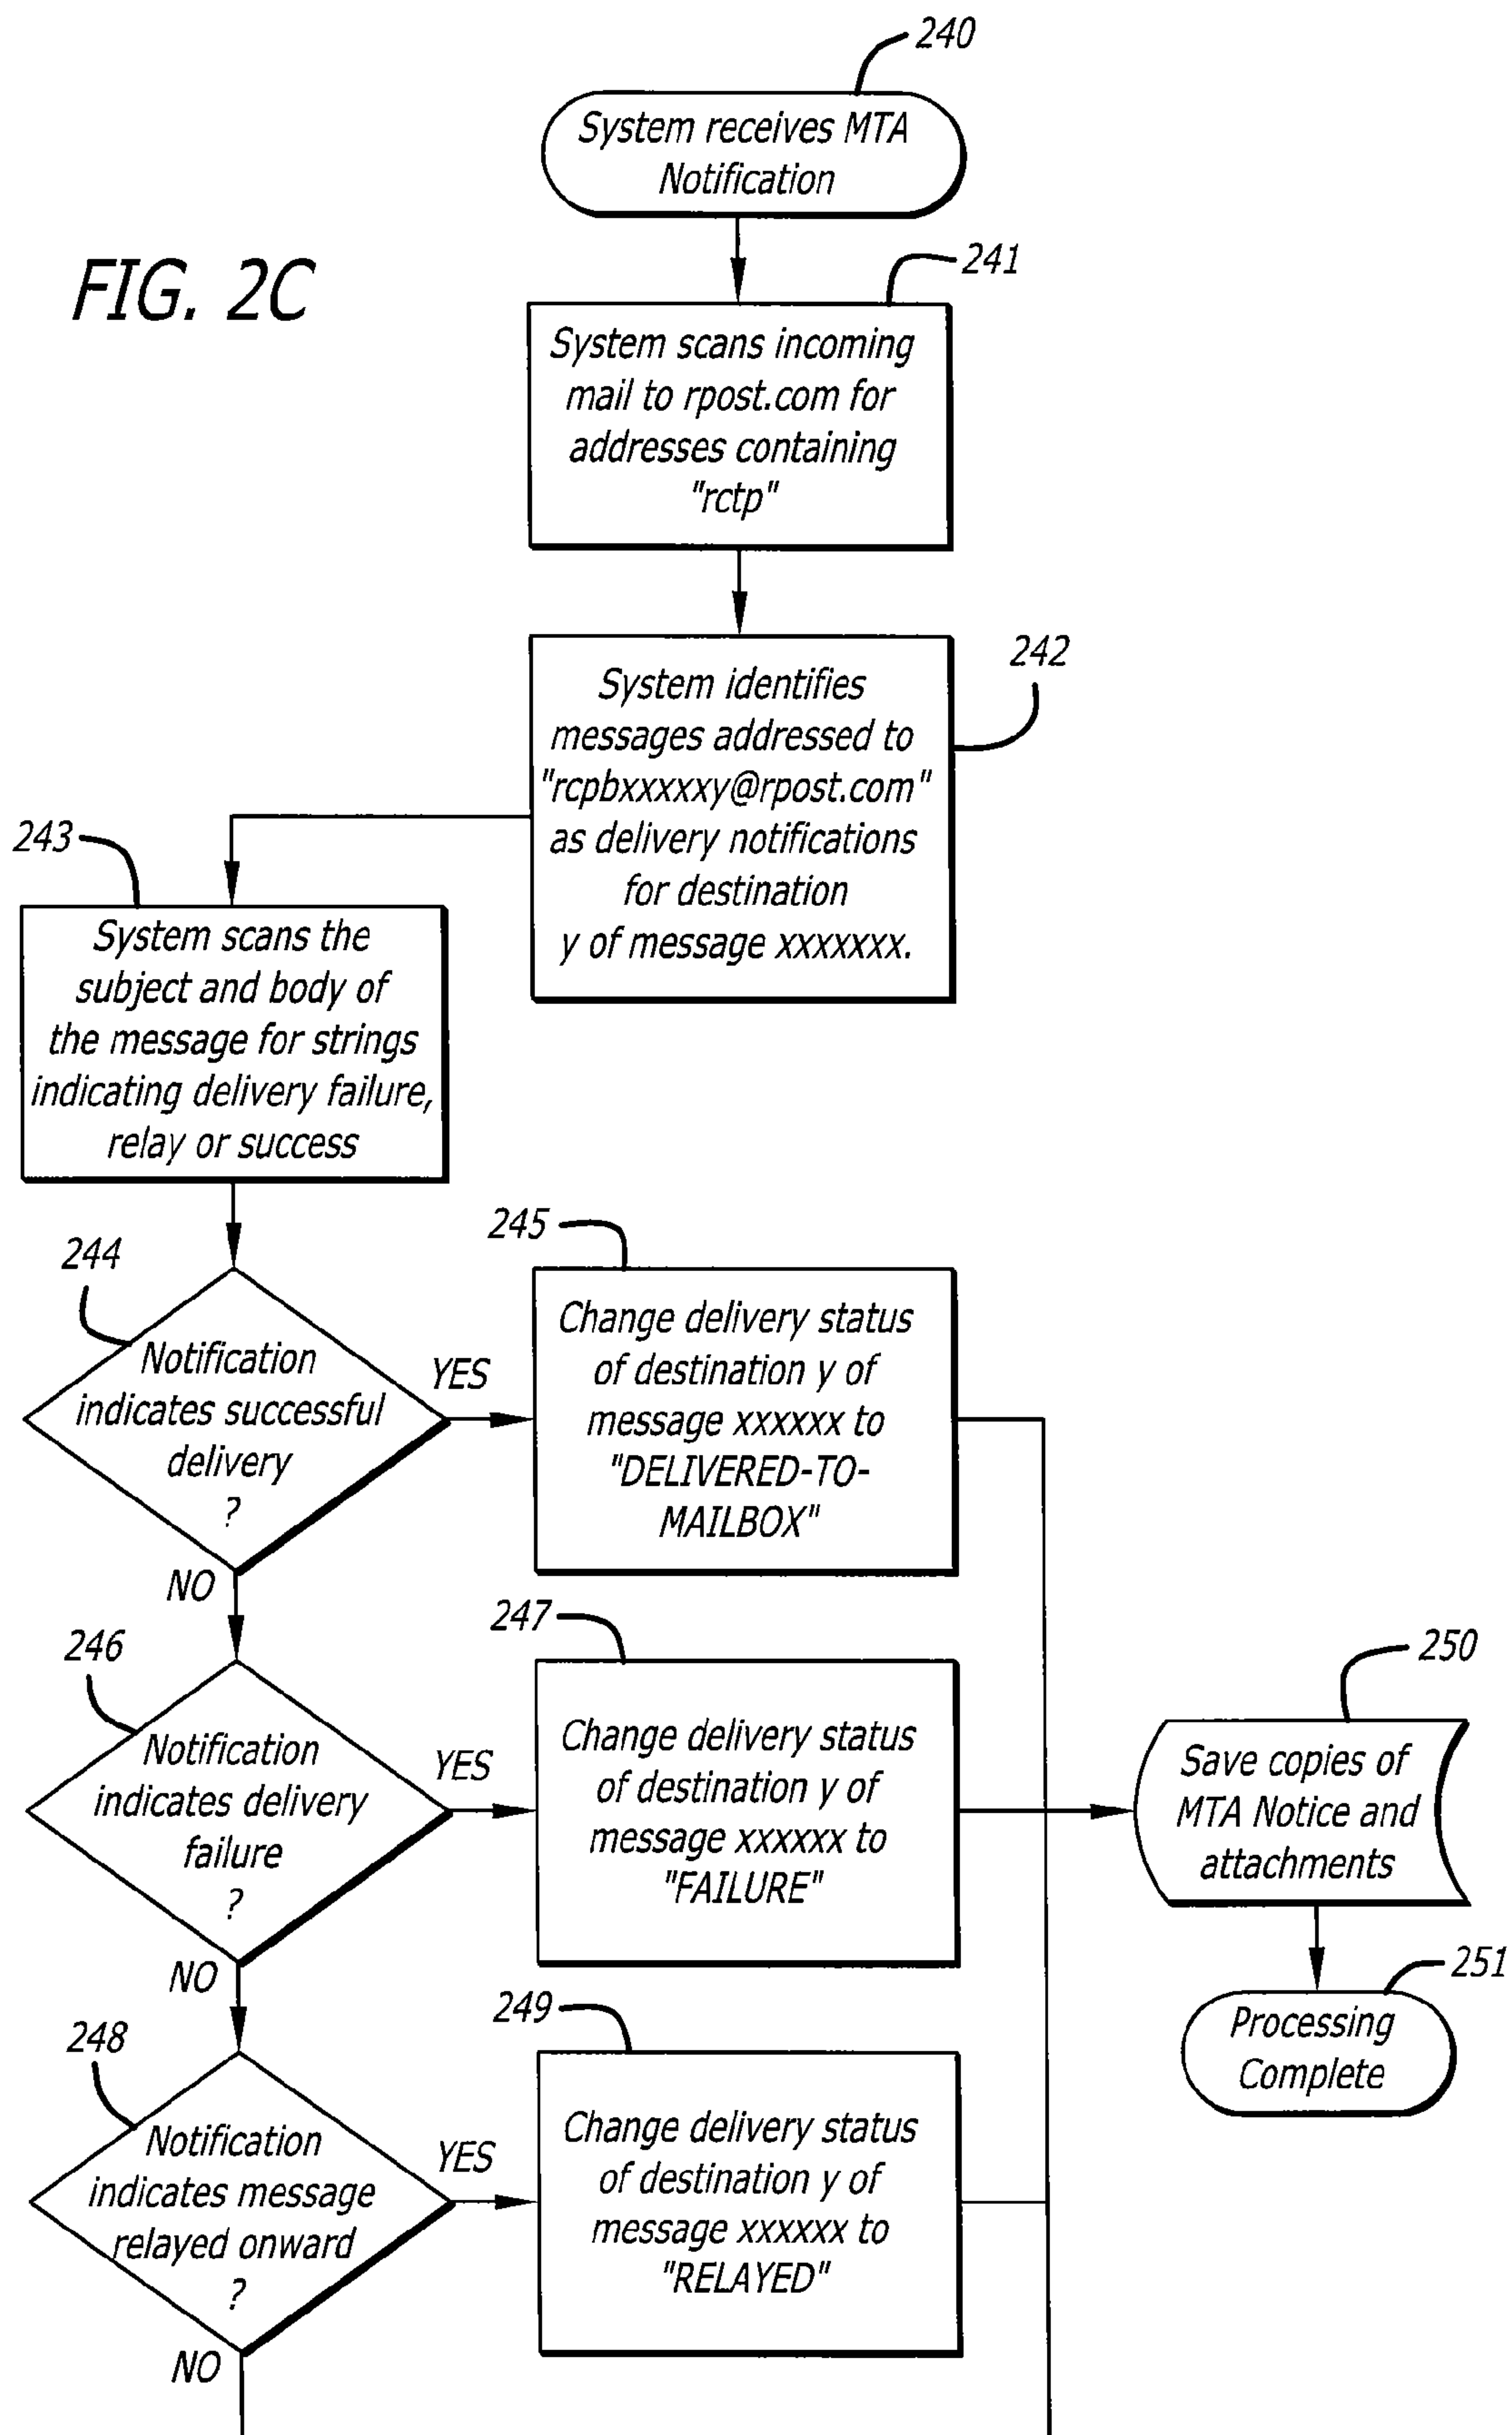 240
System receives MTA
Notification
FIG. 2C
241
System scans incoming
mail to rpost.com for
addresses containing
"rctp"
242
System identifies
messages addressed to
"rcpbxxxxxxy@rpost.com"
as delivery notifications
for destination
y of message xxxxxxx.
243
System scans the
subject and body of
the message for strings
indicating delivery failure,
relay or success
244
Notification
indicates successful
delivery
?
YES
NO
245
Change delivery status
of destination y of
message xxxxxx to
"DELIVERED-TO-
MAILBOX"
246
Notification
indicates delivery
failure
?
YES
NO
247
Change delivery status
of destination y of
message xxxxxx to
"FAILURE"
248
Notification
indicates message
relayed onward
?
YES
NO
249
Change delivery status
of destination y of
message xxxxxx to
"RELAYED"
250
Save copies of
MTA Notice and
attachments
251
Processing
Complete